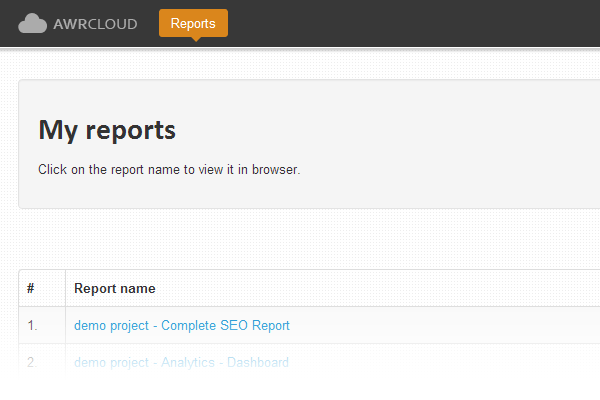 AWRCLOUD Reports
My reports
Click on the report name to view it in browser.
# Report name
1. demo project - Complete SEO Report
2. demo project - Analytics - Dashboard